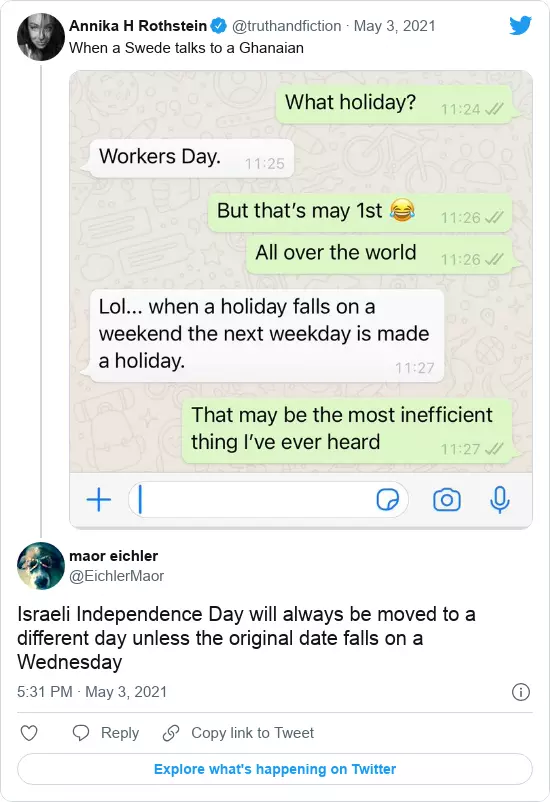 Annika H Rothstein @truthandfiction · May 3, 2021
When a Swede talks to a Ghanaian
What holiday? 11:24
Workers Day. 11:25
But that’s may 1st 😂 11:26
All over the world 11:26
Lol... when a holiday falls on a
weekend the next weekday is made
a holiday. 11:27
That may be the most inefficient
thing I’ve ever heard 11:27
maor eichler
@EichlerMaor
Israeli Independence Day will always be moved to a
different day unless the original date falls on a
Wednesday
5:31 PM · May 3, 2021
Reply Copy link to Tweet
Explore what's happening on Twitter